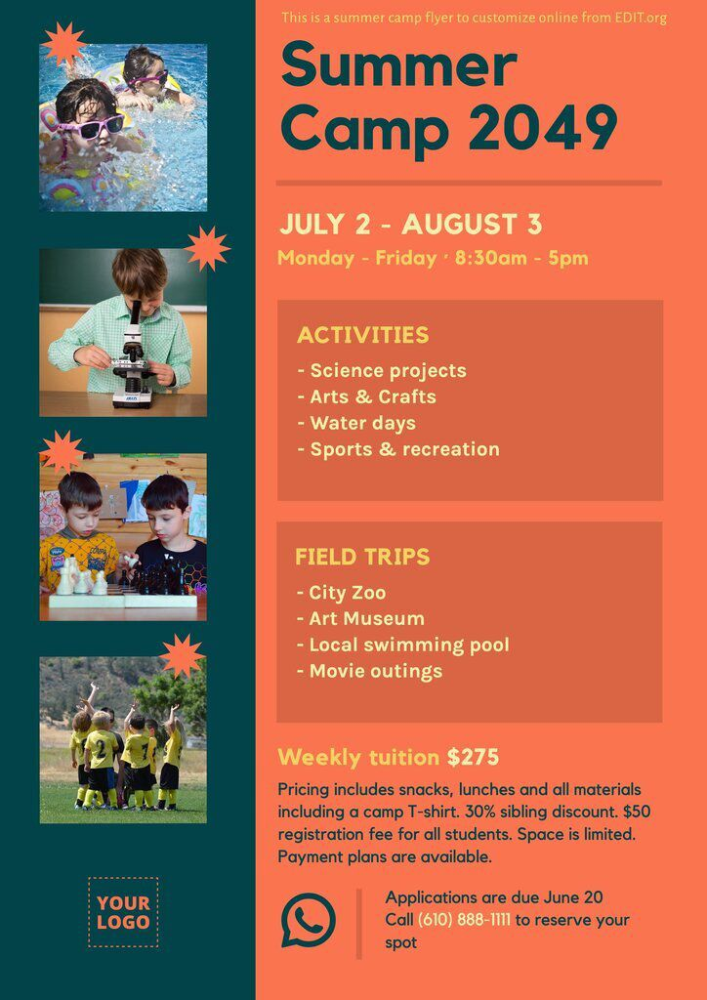 This is a summer camp flyer to customize online from EDIT.org
Summer
Camp 2049
JULY 2 - AUGUST 3
Monday - Friday · 8:30am - 5pm
ACTIVITIES
- Science projects
- Arts & Crafts
- Water days
- Sports & recreation
FIELD TRIPS
- City Zoo
- Art Museum
- Local swimming pool
- Movie outings
Weekly tuition $275
Pricing includes snacks, lunches and all materials
including a camp T-shirt. 30% sibling discount. $50
registration fee for all students. Space is limited.
Payment plans are available.
Applications are due June 20
Call (610) 888-1111 to reserve your
spot
YOUR
LOGO
2
7